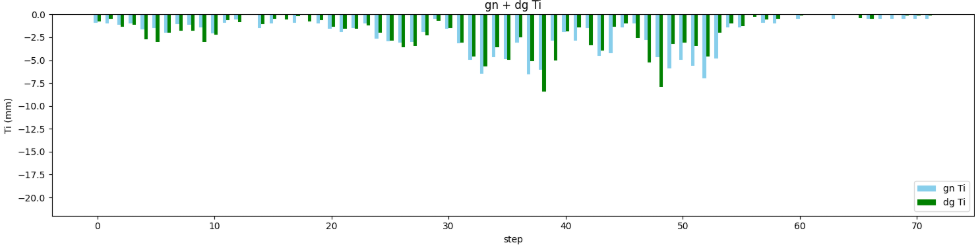 gn + dg Ti
0.0
−2.5
−5.0
−7.5
−10.0
−12.5
−15.0
−17.5
−20.0
Ti (mm)
0 10 20 30 40 50 60 70
step
gn Ti
dg Ti